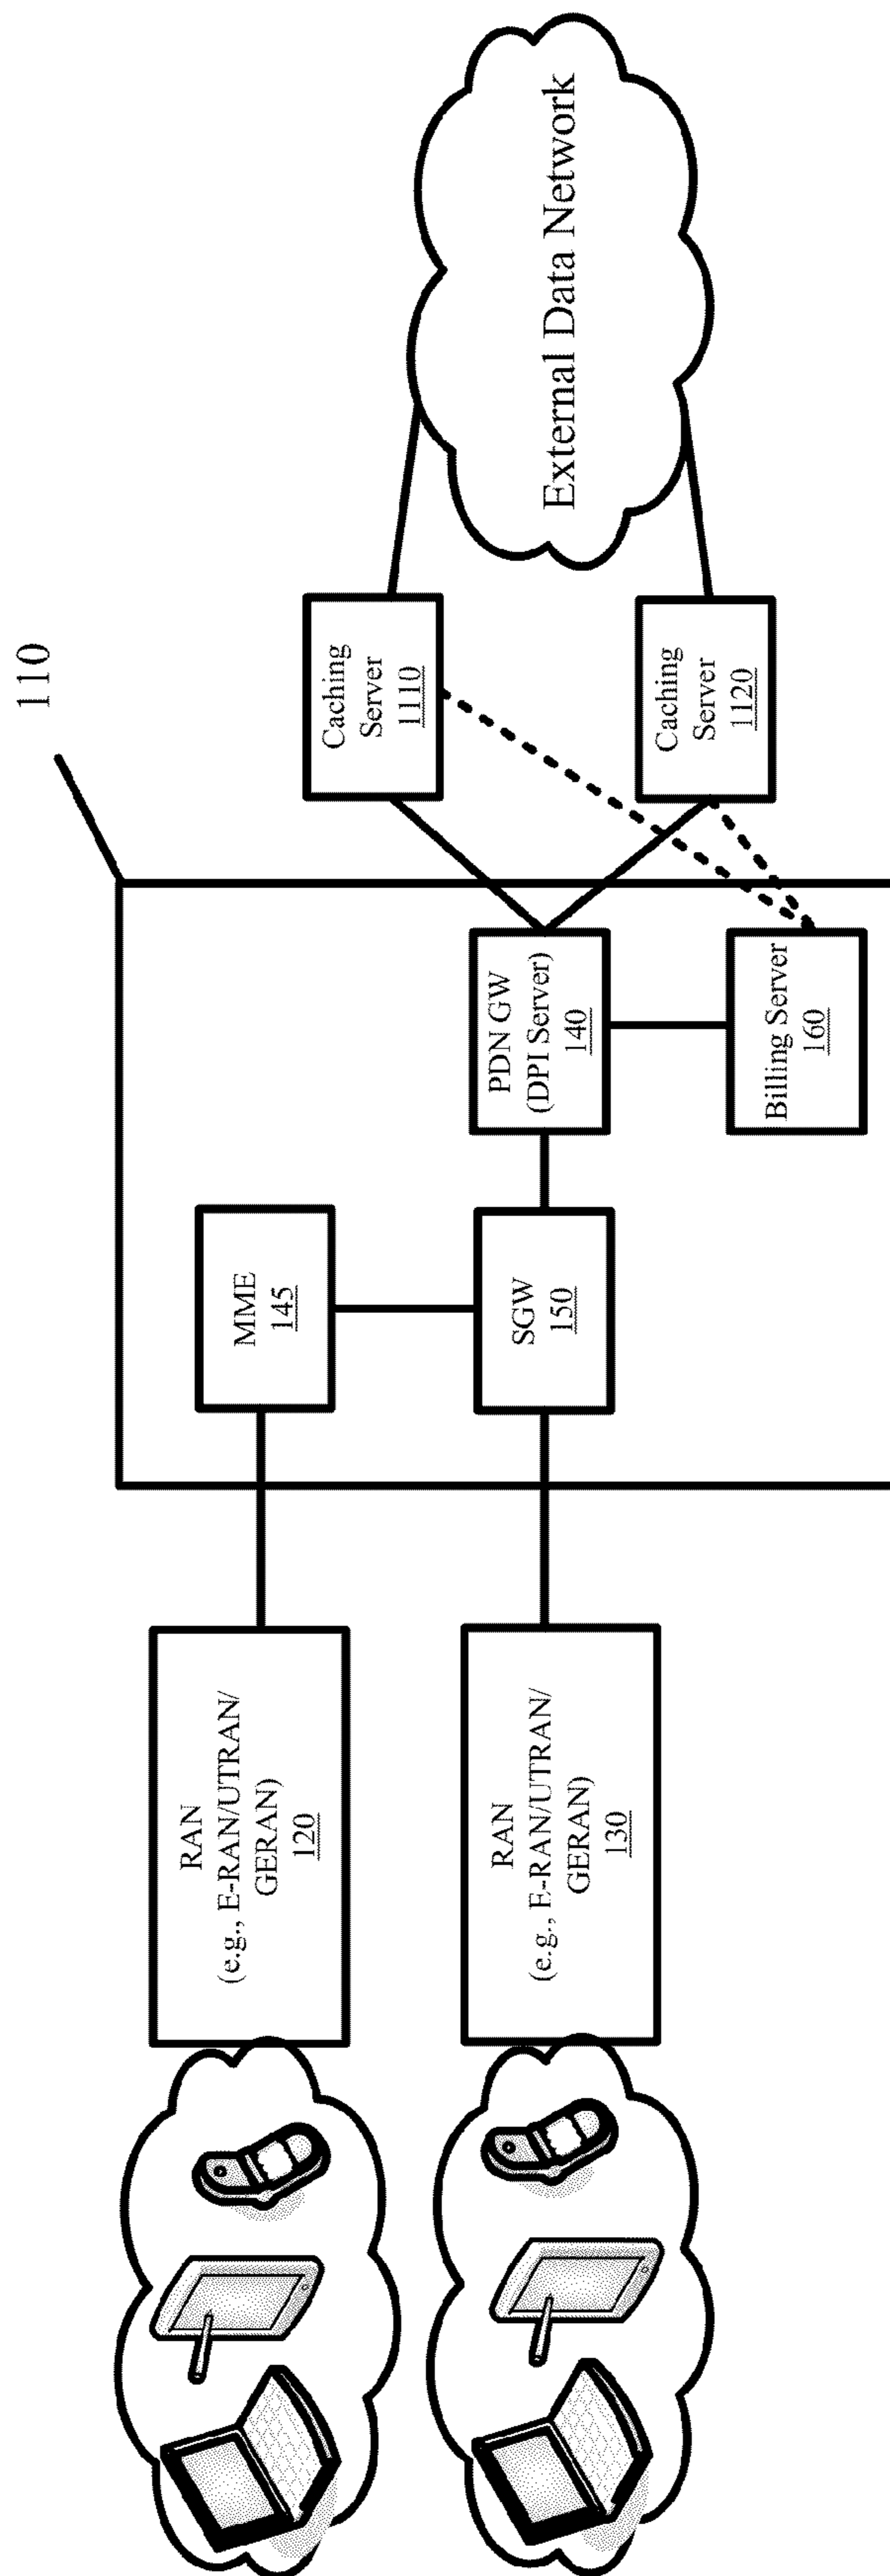 110
RAN
(e.g., E-RAN/UTRAN/
GERAN)
120
MME
145
Caching
Server
1110
External Data Network
RAN
(e.g., E-RAN/UTRAN/
GERAN)
130
SGW
150
PDN GW
(DPI Server)
140
Caching
Server
1120
Billing Server
160